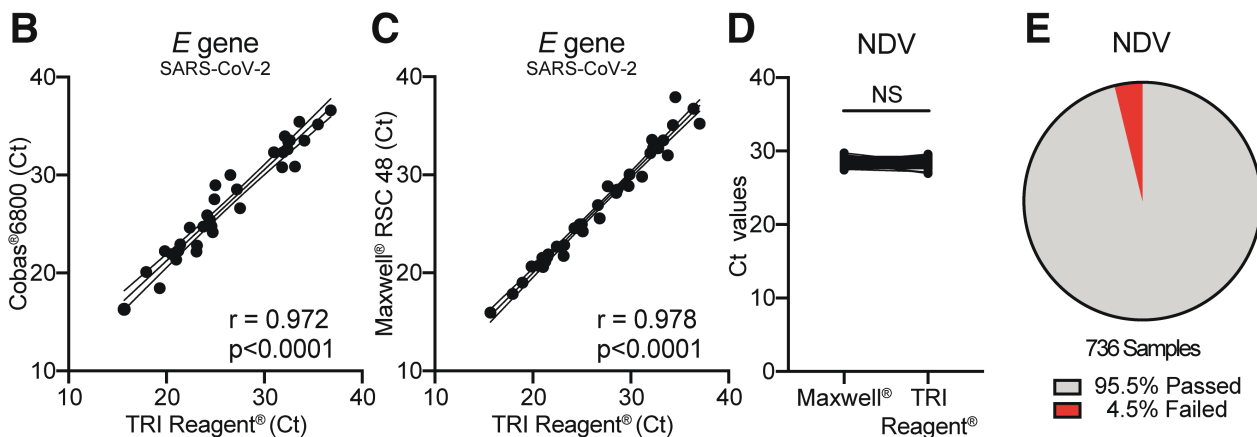 B
E gene
SARS-CoV-2
Cobas®6800 (Ct)
40
30
20
10
r = 0.972
p<0.0001
10 20 30 40
TRI Reagent® (Ct)
C
E gene
SARS-CoV-2
Maxwell® RSC 48 (Ct)
40
30
20
10
r = 0.978
p<0.0001
10 20 30 40
TRI Reagent® (Ct)
D
NDV
NS
Ct values
40
30
20
10
0
Maxwell® TRI
Reagent®
E
NDV
736 Samples
95.5% Passed
4.5% Failed